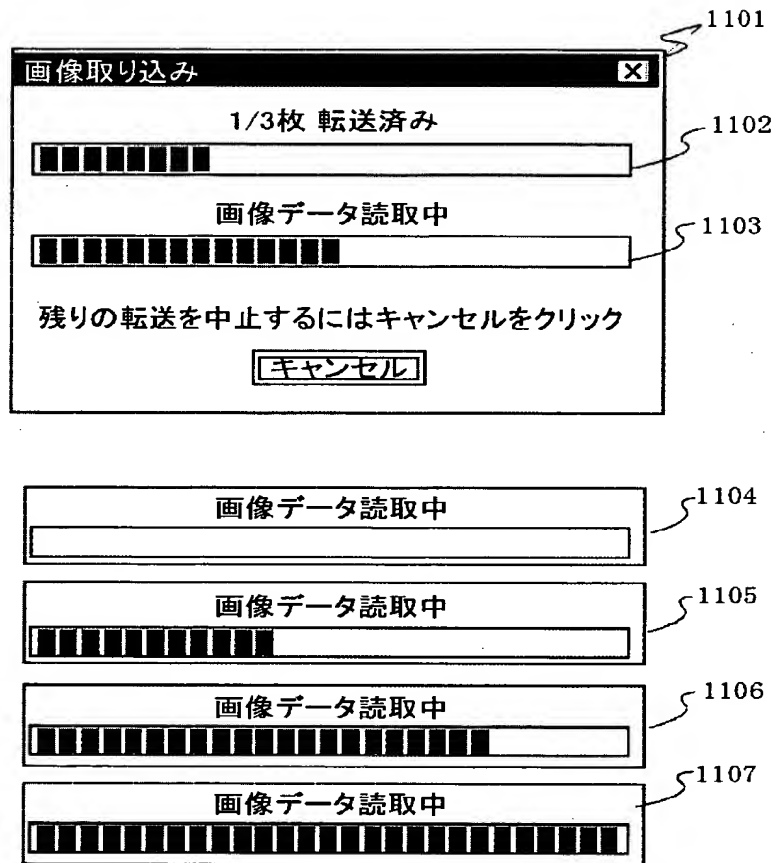 1101
画像取り込み
1/3枚 転送済み
1102
画像データ読取中
1103
残りの転送を中止するにはキャンセルをクリック
キャンセル
画像データ読取中
1104
画像データ読取中
1105
画像データ読取中
1106
画像データ読取中
1107